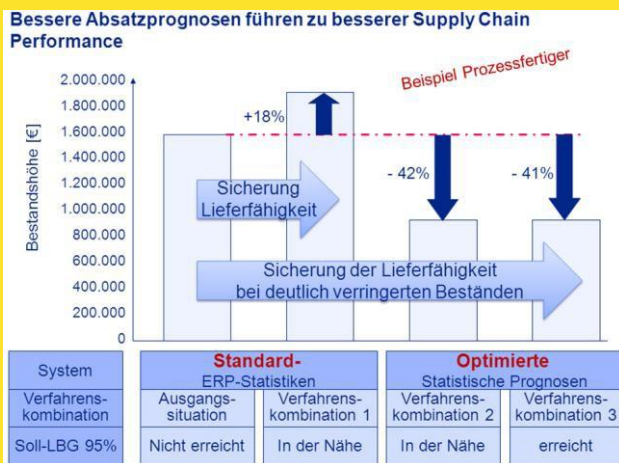 Bessere Absatzprognosen führen zu besserer Supply Chain
Performance
Beispiel Prozessfertiger
Bestandshöhe [€]
2.000.000
1.800.000
1.600.000
1.400.000
1.200.000
1.000.000
800.000
600.000
400.000
200.000
0
+18%
- 42%
- 41%
Sicherung
Lieferfähigkeit
Sicherung der Lieferfähigkeit
bei deutlich verringerten Beständen
System
Standard-
ERP-Statistiken
Optimierte
Statistische Prognosen
Verfahrens-
kombination
Ausgangs-
situation
Verfahrens-
kombination 1
Verfahrens-
kombination 2
Verfahrens-
kombination 3
Soll-LBG 95%
Nicht erreicht
In der Nähe
In der Nähe
erreicht